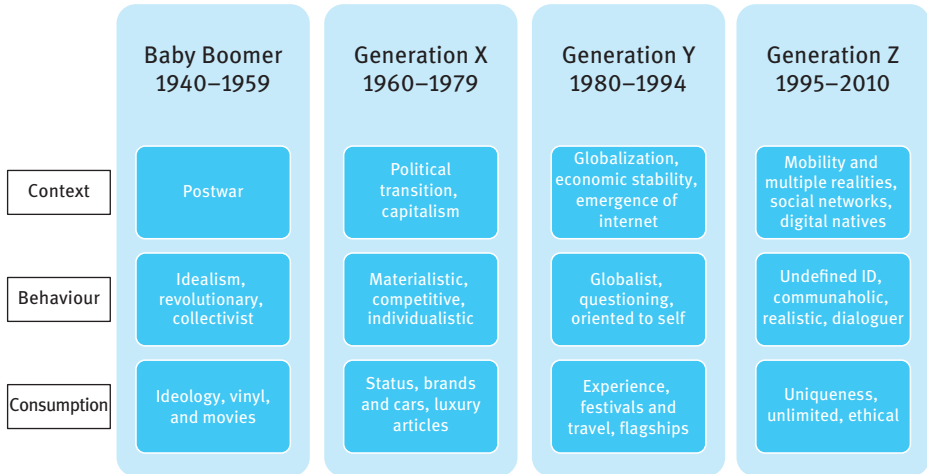 Baby Boomer
1940–1959
Generation X
1960–1979
Generation Y
1980–1994
Generation Z
1995–2010
Context
Postwar
Political
transition,
capitalism
Globalization,
economic stability,
emergence of
internet
Mobility and
multiple realities,
social networks,
digital natives
Behaviour
Idealism,
revolutionary,
collectivist
Materialistic,
competitive,
individualistic
Globalist,
questioning,
oriented to self
Undefined ID,
communaholic,
realistic, dialoguer
Consumption
Ideology, vinyl,
and movies
Status, brands
and cars, luxury
articles
Experience,
festivals and
travel, flagships
Uniqueness,
unlimited, ethical